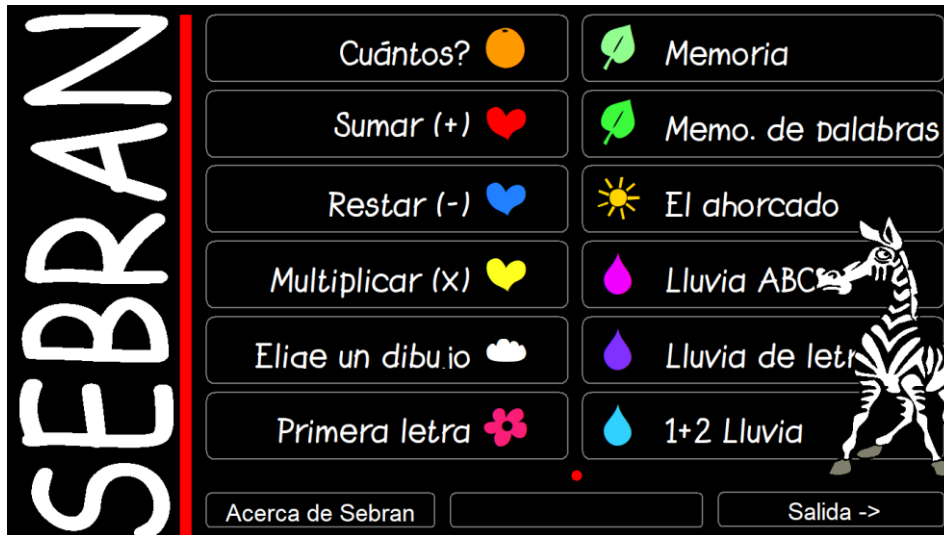 SEBRAN
Cuántos?
Sumar (+)
Restar (-)
Multiplicar (x)
Elige un dibujo
Primera letra
Memoria
Memo. de palabras
El ahorcado
Lluvia ABC
Lluvia de letr
1+2 Lluvia
Acerca de Sebran
Salida ->